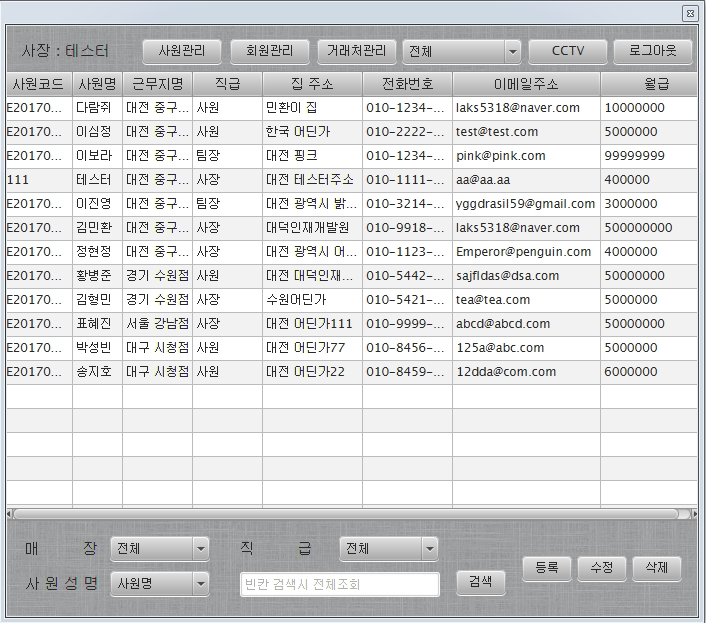 사장 : 테스터 사원관리 회원관리 거래처관리 전체 CCTV 로그아웃
사원코드 사원명 근무지명 직급 집 주소 전화번호 이메일주소 월급
E20170... 다람쥐 대전 중구... 사원 민환이 집 010-1234-... laks5318@naver.com 10000000
E20170... 이심정 대전 중구... 사원 한국 어딘가 010-2222-... test@test.com 5000000
E20170... 이보라 대전 중구... 팀장 대전 핑크 010-1234-... pink@pink.com 99999999
111 테스터 대전 중구... 사장 대전 테스터주소 010-1111-... aa@aa.aa 400000
E20170... 이진영 대전 중구... 팀장 대전 광역시 밝... 010-3214-... yggdrasil59@gmail.com 3000000
E20170... 김민환 대전 중구... 사장 대덕인재개발원 010-9918-... laks5318@naver.com 500000000
E20170... 정현정 대전 중구... 사장 대전 광역시 머... 010-1123-... Emperor@penguin.com 4000000
E20170... 황병준 경기 수원점 사원 대전 대덕인재... 010-5442-... sajfldas@dsa.com 50000000
E20170... 김형민 경기 수원점 사장 수원어딘가 010-5421-... tea@tea.com 5000000
E20170... 표혜진 서울 강남점 사장 대전 어딘가111 010-9999-... abcd@abcd.com 50000000
E20170... 박성빈 대구 시청점 사원 대전 어딘가77 010-8456-... 125a@abc.com 5000000
E20170... 송지호 대구 시청점 사원 대전 어딘가22 010-8459-... 12dda@com.com 6000000
매 장 전체 직 급 전체
사원성명 사원명 빈칸 검색시 전체조회 검색 등록 수정 삭제